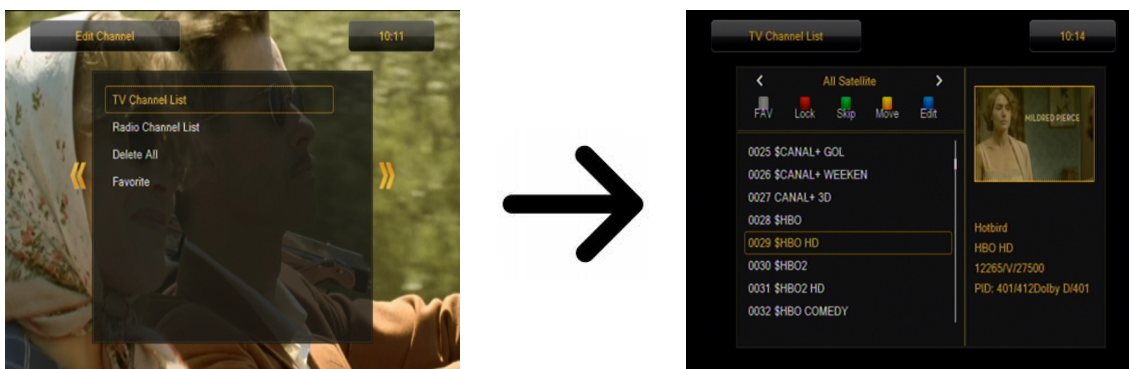 Edit Channel
10:11
TV Channel List
Radio Channel List
Delete All
Favorite
TV Channel List
10:14
All Satellite
FAV Lock Skip Move Edit
0025 $CANAL+ GOL
0026 $CANAL+ WEEKEN
0027 CANAL+ 3D
0028 $HBO
0029 $HBO HD
0030 $HBO2
0031 $HBO2 HD
0032 $HBO COMEDY
MILDRED PIERCE
Hotbird
HBO HD
12265/V/27500
PID: 401/412Dolby D/401